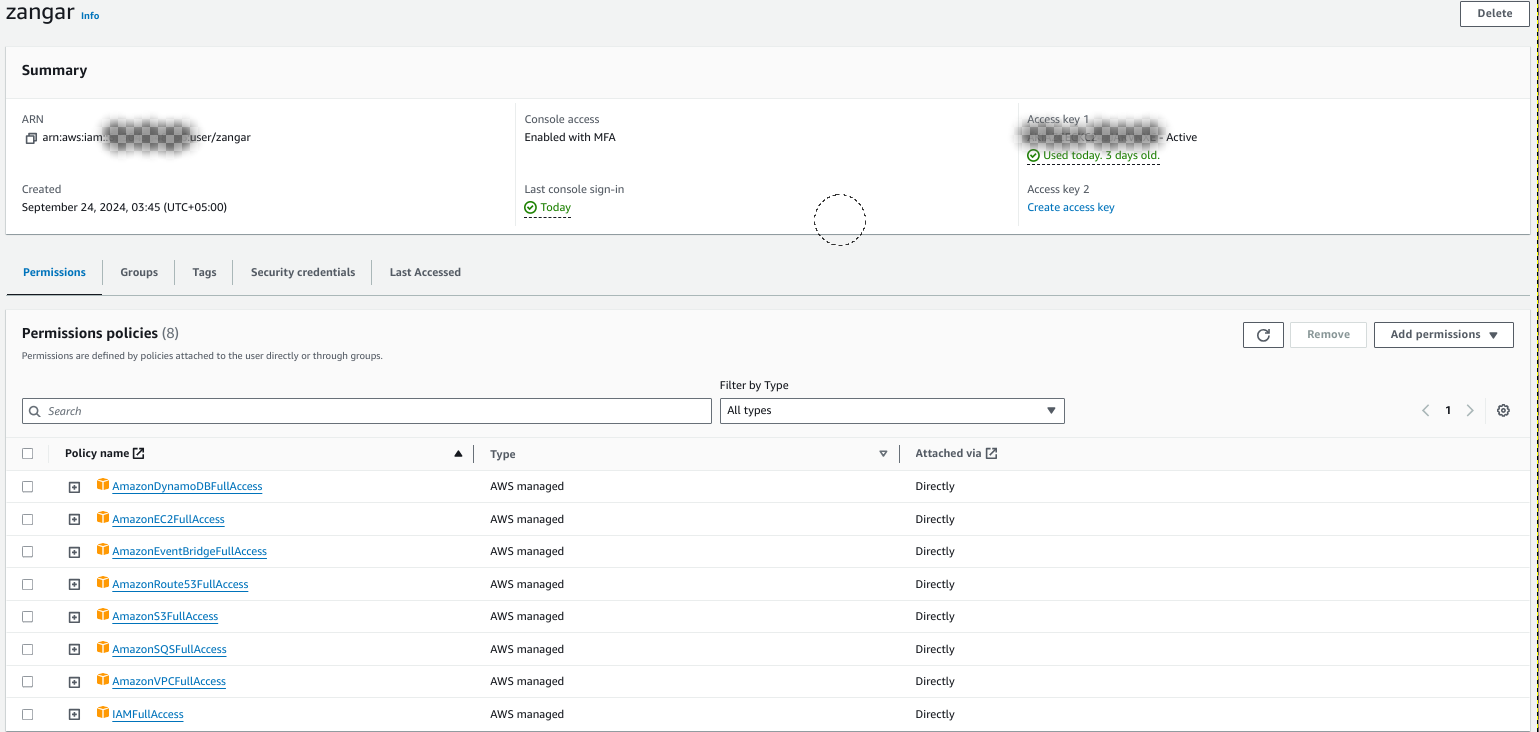 zangar Info
Delete
Summary
ARN
arn:aws:iam: user/zangar
Created
September 24, 2024, 03:45 (UTC+05:00)
Console access
Enabled with MFA
Last console sign-in
Today
Access key 1
- Active
Used today. 3 days old.
Access key 2
Create access key
Permissions
Groups
Tags
Security credentials
Last Accessed
Permissions policies (8)
Permissions are defined by policies attached to the user directly or through groups.
Remove
Add permissions
Filter by Type
Search
All types
1
Policy name Type Attached via
AmazonDynamoDBFullAccess AWS managed Directly
AmazonEC2FullAccess AWS managed Directly
AmazonEventBridgeFullAccess AWS managed Directly
AmazonRoute53FullAccess AWS managed Directly
AmazonS3FullAccess AWS managed Directly
AmazonSQSFullAccess AWS managed Directly
AmazonVPCFullAccess AWS managed Directly
IAMFullAccess AWS managed Directly